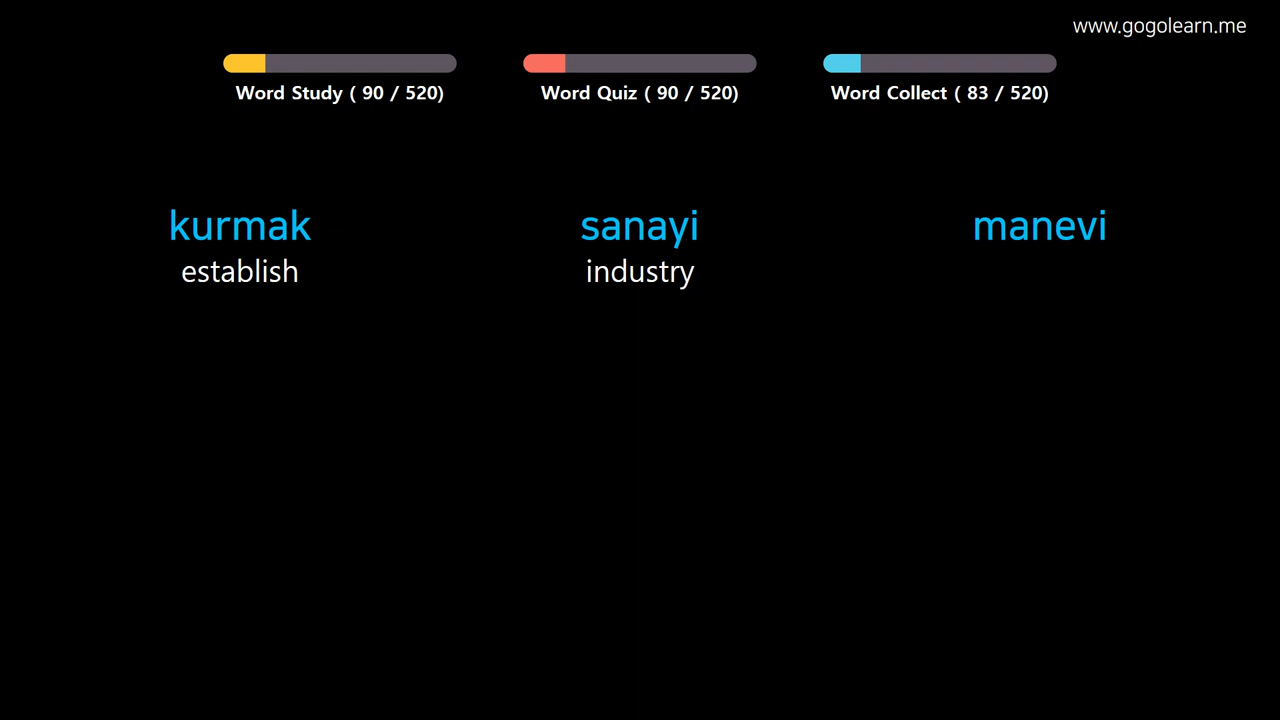 www.gogolearn.me
Word Study ( 90 / 520)
Word Quiz ( 90 / 520)
Word Collect ( 83 / 520)
kurmak
establish
sanayi
industry
manevi